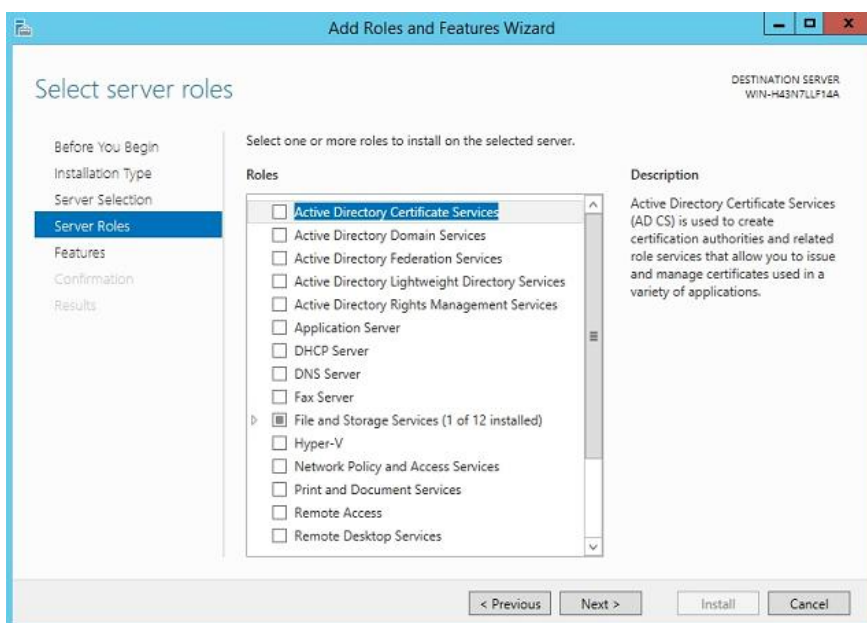 Add Roles and Features Wizard
Select server roles
DESTINATION SERVER
WIN-H43N7LLF14A
Before You Begin
Installation Type
Server Selection
Server Roles
Features
Confirmation
Results
Select one or more roles to install on the selected server.
Roles
Active Directory Certificate Services
Active Directory Domain Services
Active Directory Federation Services
Active Directory Lightweight Directory Services
Active Directory Rights Management Services
Application Server
DHCP Server
DNS Server
Fax Server
File and Storage Services (1 of 12 installed)
Hyper-V
Network Policy and Access Services
Print and Document Services
Remote Access
Remote Desktop Services
Description
Active Directory Certificate Services
(AD CS) is used to create
certification authorities and related
role services that allow you to issue
and manage certificates used in a
variety of applications.
< Previous
Next >
Install
Cancel